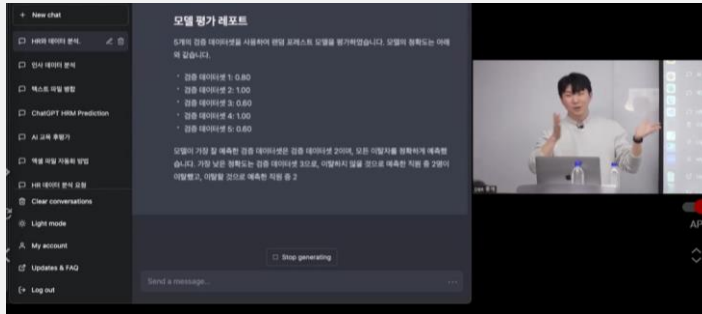 New chat
HR의 데이터 분석.
인사 데이터 분석
텍스트 파일 병합
ChatGPT HRM Prediction
AI 교육 후평가
엑셀 파일 자동화 방법
HR 데이터 분석 요청
Clear conversations
Light mode
My account
Updates & FAQ
Log out
모델 평가 레포트
5개의 검증 데이터셋을 사용하여 랜덤 포레스트 모델을 평가하였습니다. 모델의 정확도는 아래
와 같습니다.
검증 데이터셋 1: 0.80
검증 데이터셋 2: 1.00
검증 데이터셋 3: 0.60
검증 데이터셋 4: 1.00
검증 데이터셋 5: 0.80
모델이 가장 잘 예측한 검증 데이터셋은 검증 데이터셋 2이며, 모든 이탈자를 정확하게 예측했
습니다. 가장 낮은 정확도는 검증 데이터셋 3으로, 이탈하지 않을 것으로 예측한 직원 중 2명이
이탈했고, 이탈할 것으로 예측한 직원 중 2
Stop generating
Send a message...
AP